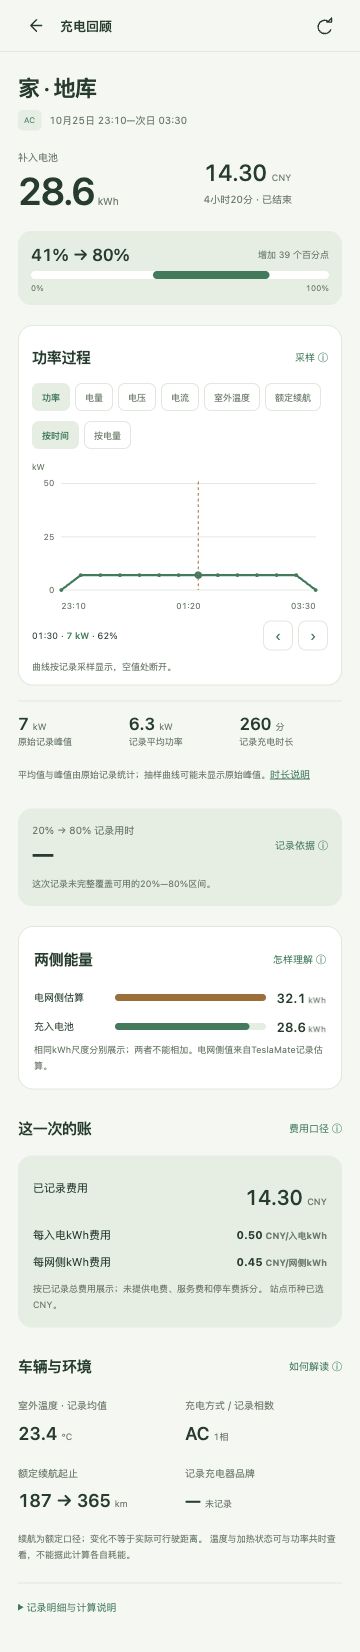 充电回顾
家 · 地库
AC 10月25日 23:10—次日 03:30
补入电池
28.6 kWh
14.30 CNY
4小时20分 · 已结束
41% → 80%
增加 39 个百分点
0%
100%
功率过程
采样 ⓘ
功率 电量 电压 电流 室外温度 额定续航
按时间 按电量
kW
50
25
0
23:10 01:20 03:30
01:30 · 7 kW · 62%
‹ ›
曲线按记录采样显示，空值处断开。
7 kW
原始记录峰值
6.3 kW
记录平均功率
260 分
记录充电时长
平均值与峰值由原始记录统计；抽样曲线可能未显示原始峰值。时长说明
20% → 80% 记录用时
—
记录依据 ⓘ
这次记录未完整覆盖可用的20%—80%区间。
两侧能量
怎样理解 ⓘ
电网侧估算 32.1 kWh
充入电池 28.6 kWh
相同kWh尺度分别展示；两者不能相加。电网侧值来自TeslaMate记录估
算。
这一次的账
费用口径 ⓘ
已记录费用
14.30 CNY
每入电kWh费用 0.50 CNY/入电kWh
每网侧kWh费用 0.45 CNY/网侧kWh
按已记录总费用展示；未提供电费、服务费和停车费拆分。 站点币种已选
CNY。
车辆与环境
如何解读 ⓘ
室外温度 · 记录均值
23.4 °C
充电方式 / 记录相数
AC 1相
额定续航起止
187 → 365 km
记录充电器品牌
— 未记录
续航为额定口径；变化不等于实际可行驶距离。 温度与加热状态可与功率共时查
看，不能据此计算各自耗能。
▶ 记录明细与计算说明